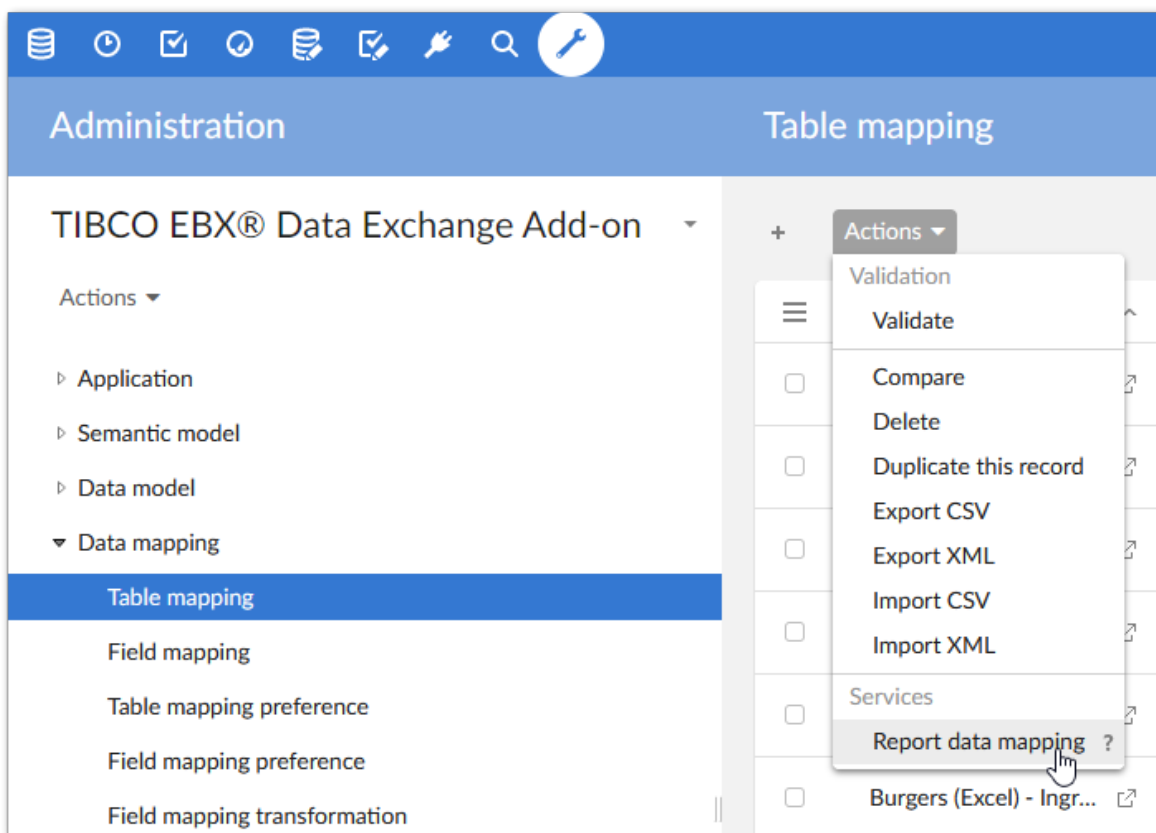 Administration
Table mapping
TIBCO EBX® Data Exchange Add-on
Actions
Application
Semantic model
Data model
Data mapping
Table mapping
Field mapping
Table mapping preference
Field mapping preference
Field mapping transformation
+
Actions
Validation
Validate
Compare
Delete
Duplicate this record
Export CSV
Export XML
Import CSV
Import XML
Services
Report data mapping ?
Burgers (Excel) - Ingr...